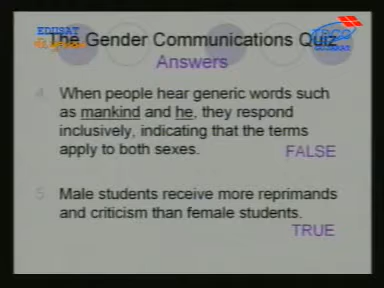 EDUSAT
The Gender Communications Quiz
Answers
4. When people hear generic words such
as mankind and he, they respond
inclusively, indicating that the terms
apply to both sexes.
FALSE
5. Male students receive more reprimands
and criticism than female students.
TRUE